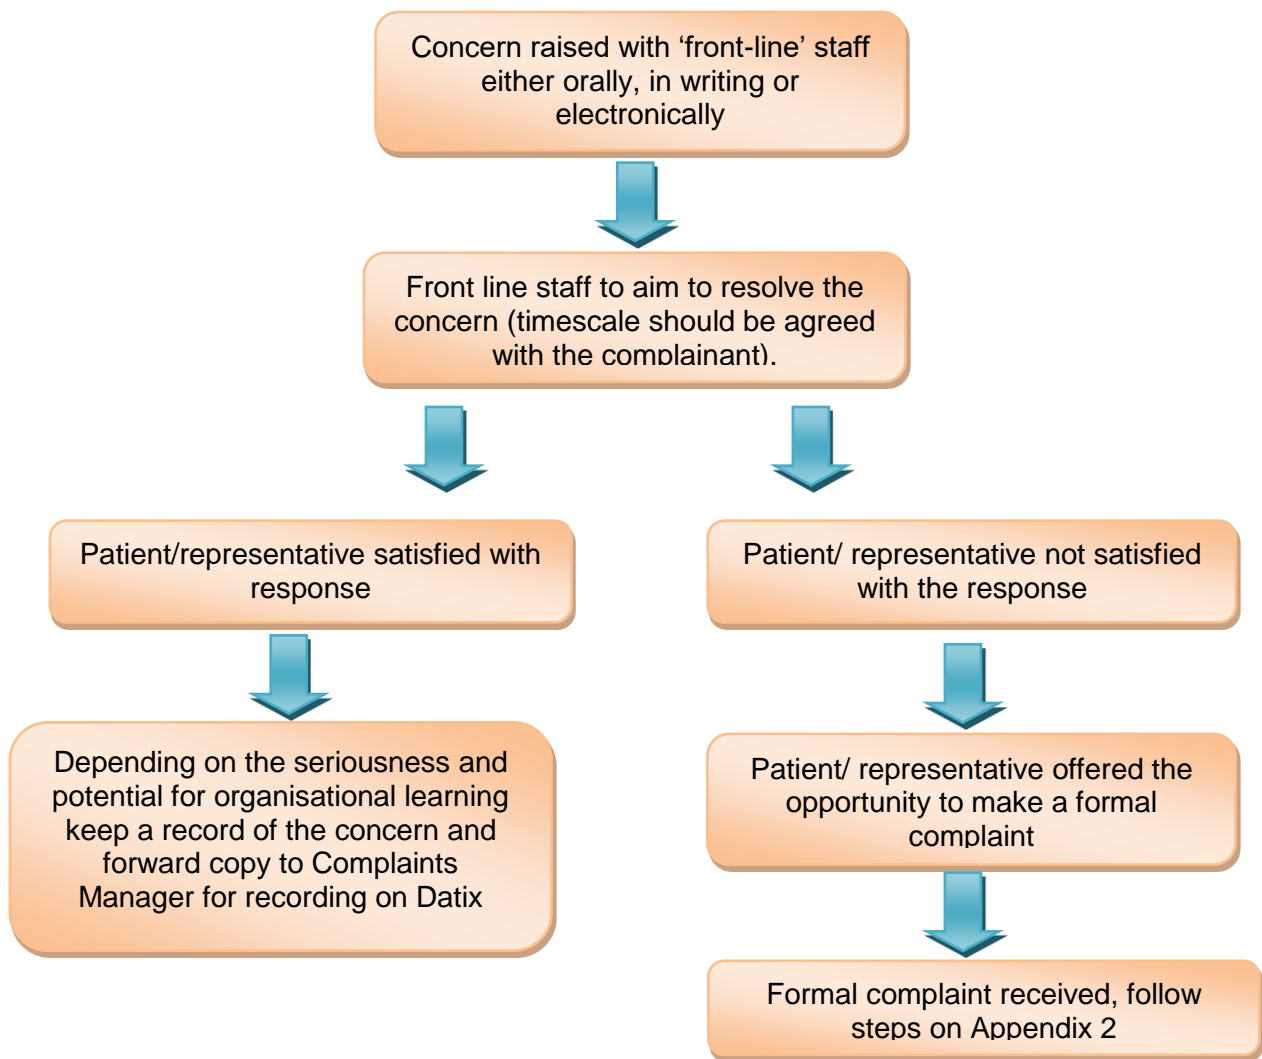 Concern raised with ‘front-line’ staff
either orally, in writing or
electronically
Front line staff to aim to resolve the
concern (timescale should be agreed
with the complainant).
Patient/representative satisfied with
response
Patient/ representative not satisfied
with the response
Depending on the seriousness and
potential for organisational learning
keep a record of the concern and
forward copy to Complaints
Manager for recording on Datix
Patient/ representative offered the
opportunity to make a formal
complaint
Formal complaint received, follow
steps on Appendix 2